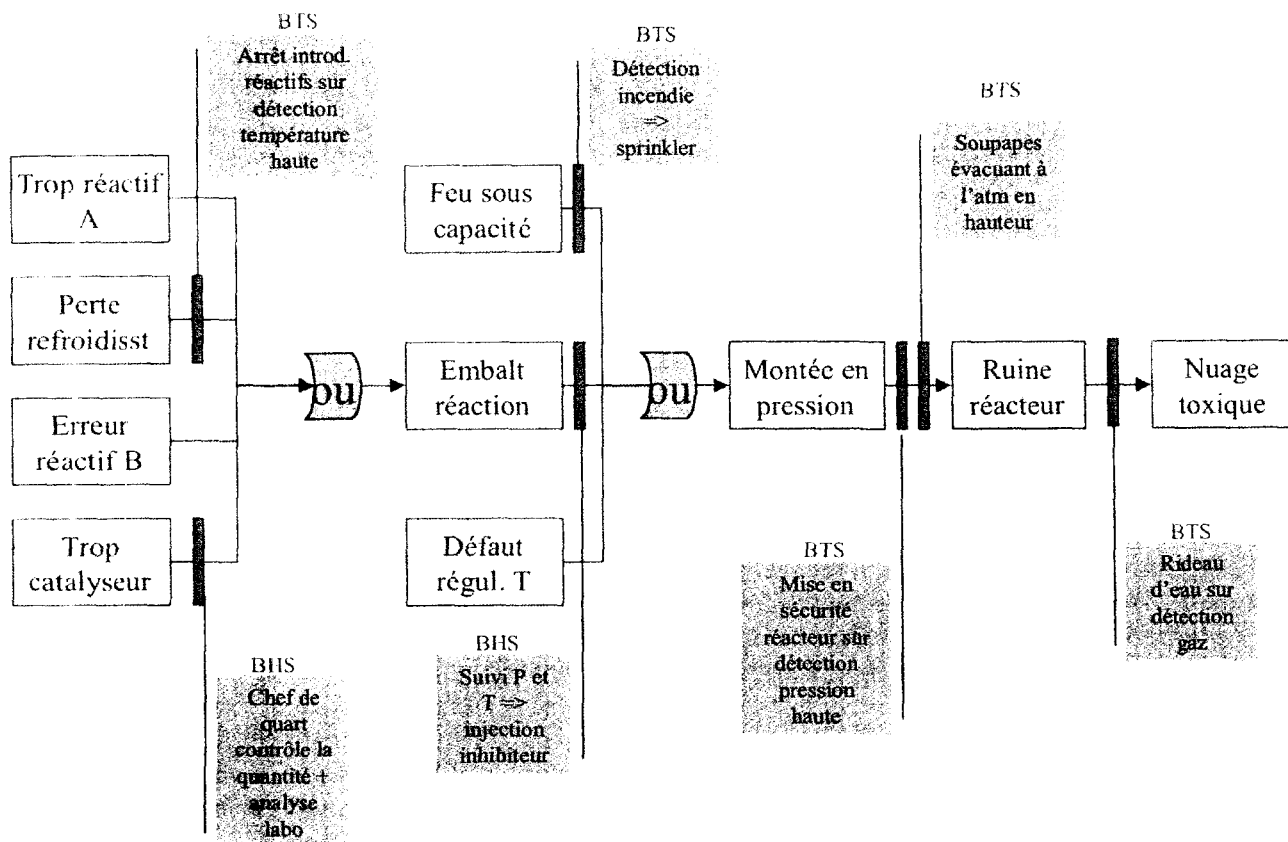 BTS
Arrêt introd.
réactifs sur
détection
température
haute
BTS
Détection
incendie
=>
sprinkler
BTS
Soupapes
évacuant à
l'atm en
hauteur
Trop réactif
A
Feu sous
capacité
Perte
refroidisst
ou
Embalt
réaction
ou
Montée en
pression
Ruine
réacteur
Nuage
toxique
Erreur
réactif B
Trop
catalyseur
Défaut
régul. T
BHS
Chef de
quart
contrôle la
quantité +
analyse
labo
BHS
Suivi P et
T =>
injection
inhibiteur
BTS
Mise en
sécurité
réacteur sur
détection
pression
haute
BTS
Rideau
d'eau sur
détection
gaz